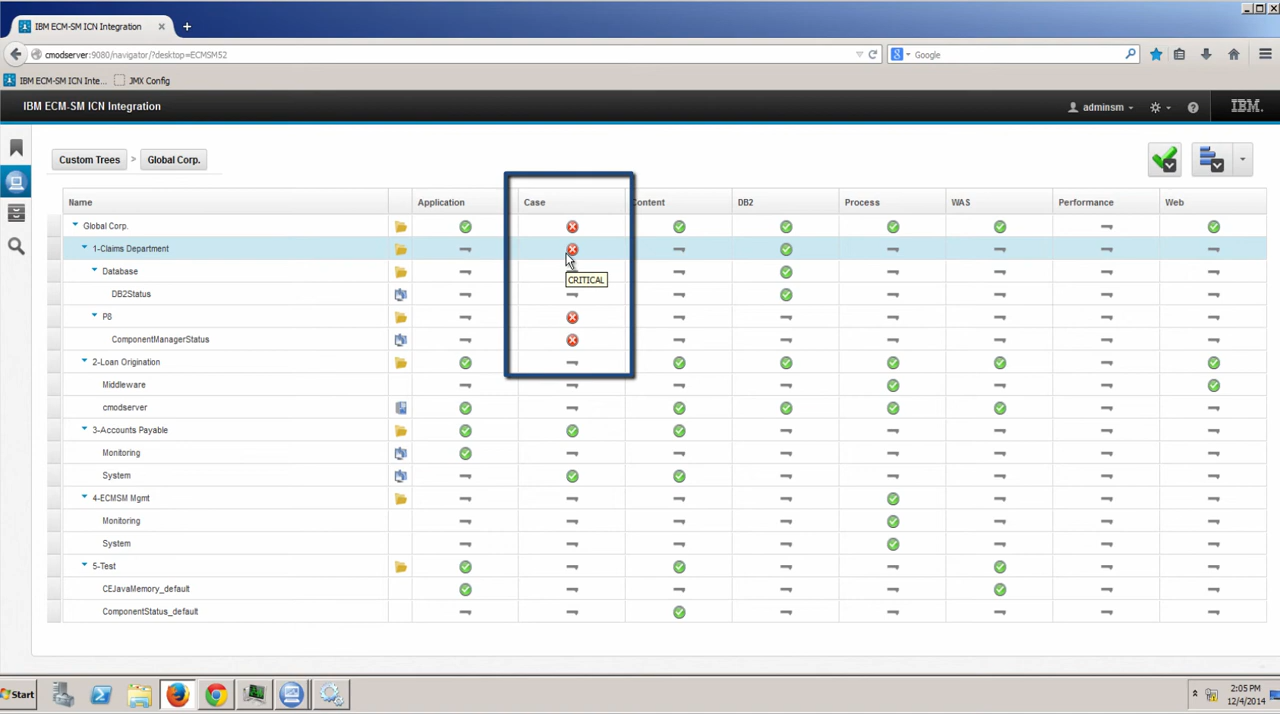 IBM ECM-SM ICN Integration
cmodserver:9080/navigator/?desktop=ECMSM52
Google
IBM ECM-SM ICN Inte...
JMX Config
IBM ECM-SM ICN Integration
adminsm
IBM.
Custom Trees > Global Corp.
Name Application Case Content DB2 Process WAS Performance Web
Global Corp.
1-Claims Department
Database
CRITICAL
DB2Status
P8
ComponentManagerStatus
2-Loan Origination
Middleware
cmodserver
3-Accounts Payable
Monitoring
System
4-ECMSM Mgmt
Monitoring
System
5-Test
CEJavaMemory_default
ComponentStatus_default
Start
2:05 PM
12/4/2014